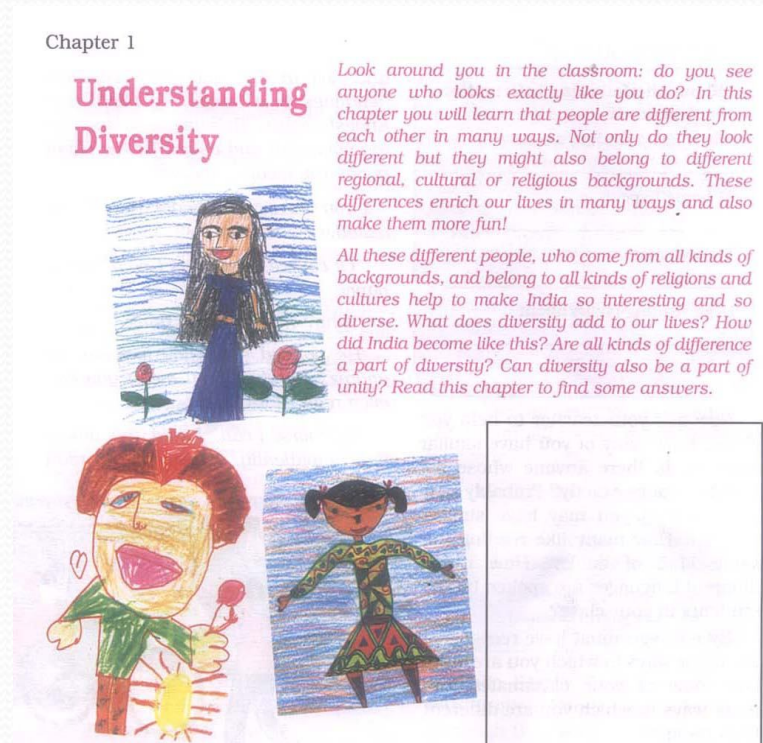 Chapter 1
Understanding
Diversity
Look around you in the classroom: do you see
anyone who looks exactly like you do? In this
chapter you will learn that people are different from
each other in many ways. Not only do they look
different but they might also belong to different
regional, cultural or religious backgrounds. These
differences enrich our lives in many ways and also
make them more fun!
All these different people, who come from all kinds of
backgrounds, and belong to all kinds of religions and
cultures help to make India so interesting and so
diverse. What does diversity add to our lives? How
did India become like this? Are all kinds of difference
a part of diversity? Can diversity also be a part of
unity? Read this chapter to find some answers.